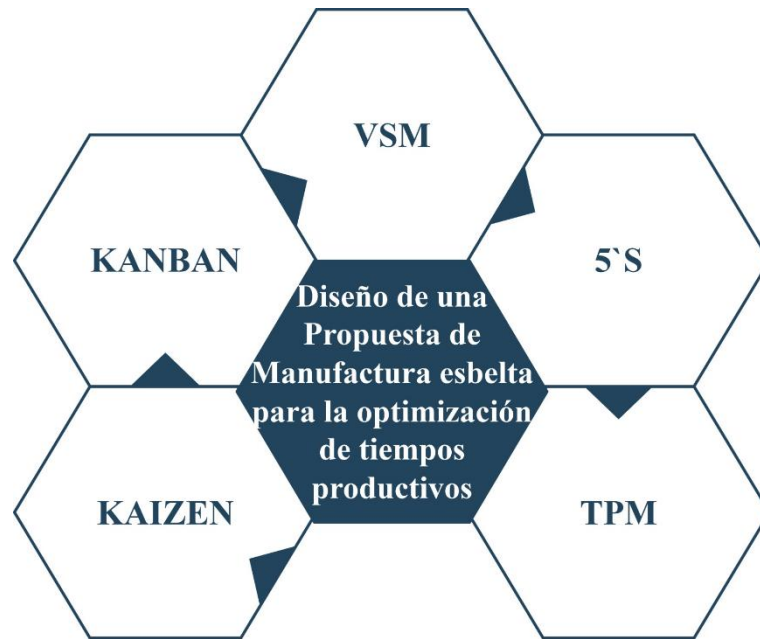 VSM
KANBAN
5`S
Diseño de una
Propuesta de
Manufactura esbelta
para la optimización
de tiempos
productivos
KAIZEN
TPM